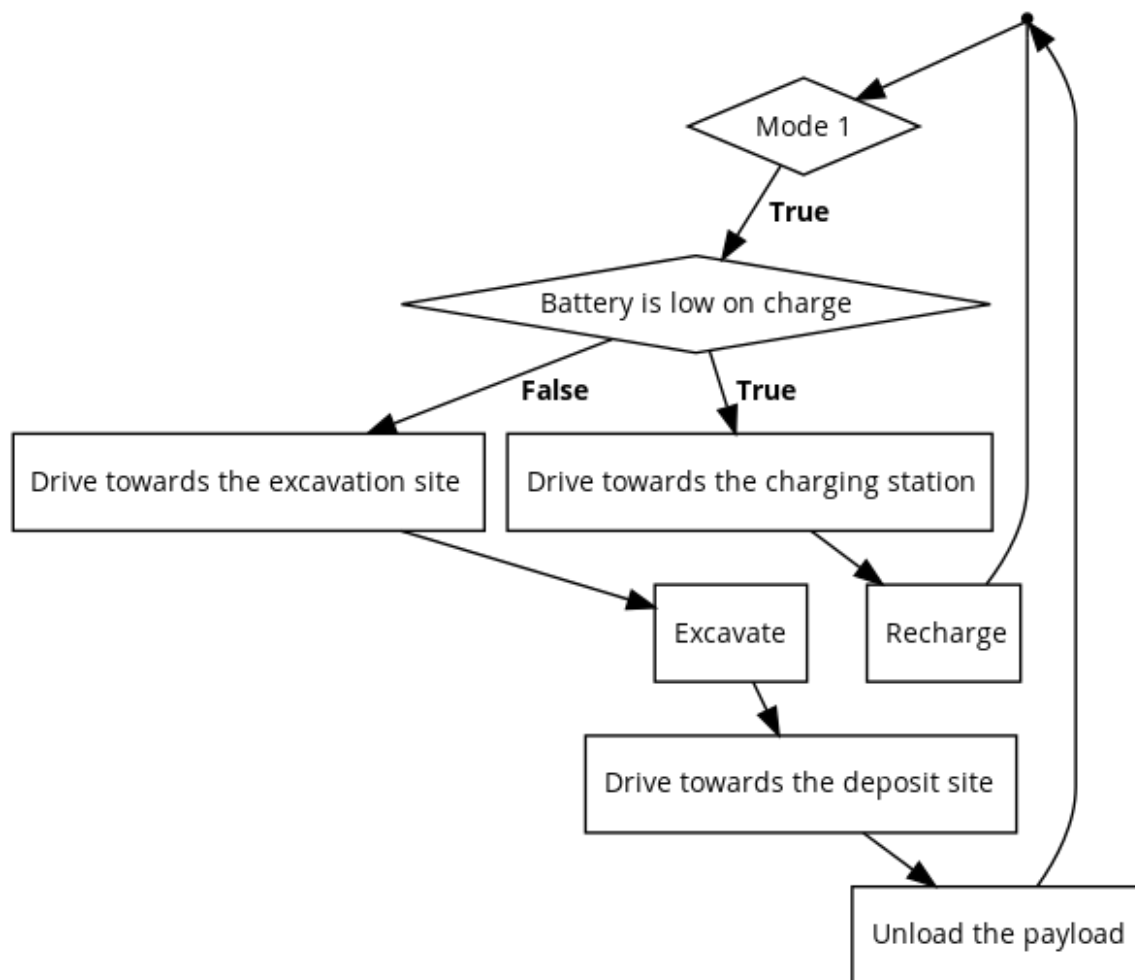 Mode 1
True
Battery is low on charge
False
True
Drive towards the excavation site
Drive towards the charging station
Excavate
Recharge
Drive towards the deposit site
Unload the payload